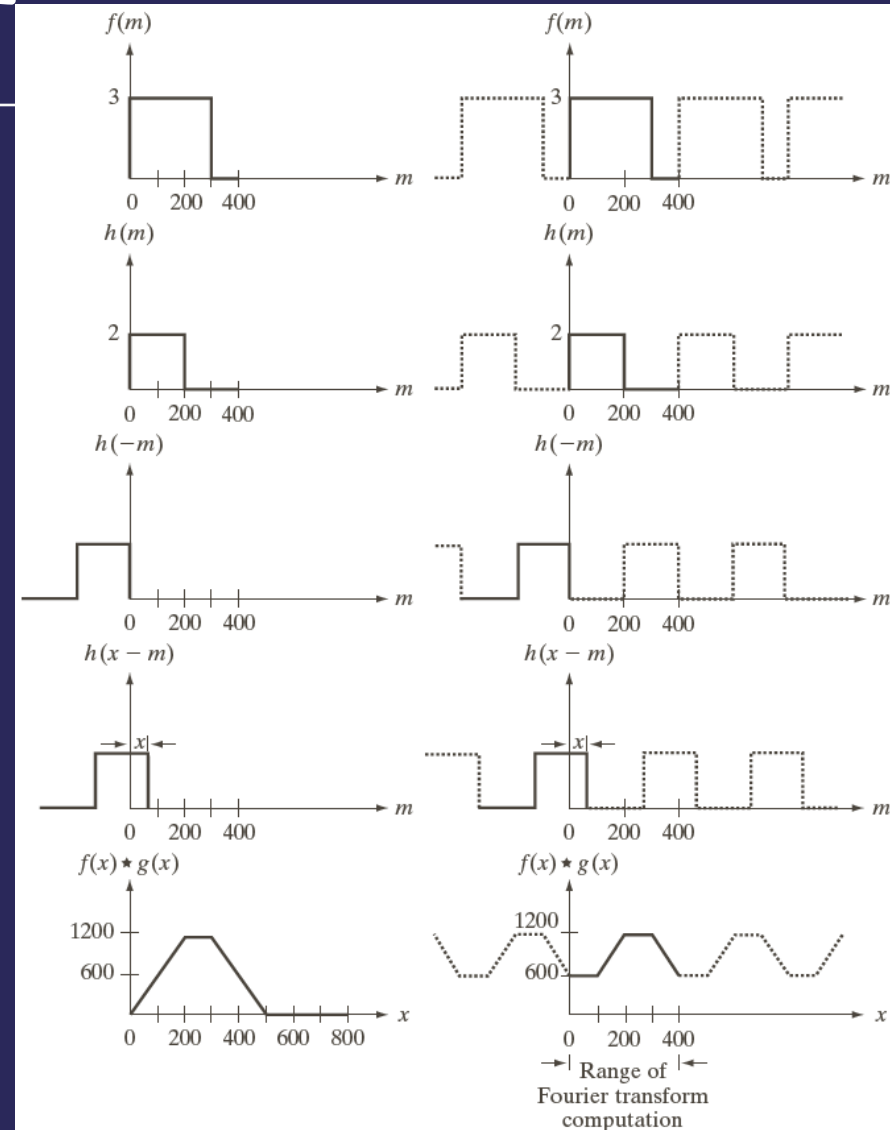 f(m)
3
0 200 400
m
h(m)
2
0 200 400
m
h(−m)
0 200 400
m
h(x − m)
x
0 200 400
m
f(x) ★ g(x)
1200
600
0 200 400 600 800
x
f(m)
3
0 200 400
m
h(m)
2
0 200 400
m
h(−m)
0 200 400
m
h(x − m)
x
0 200 400
m
f(x) ★ g(x)
1200
600
0 200 400
x
Range of
Fourier transform
computation